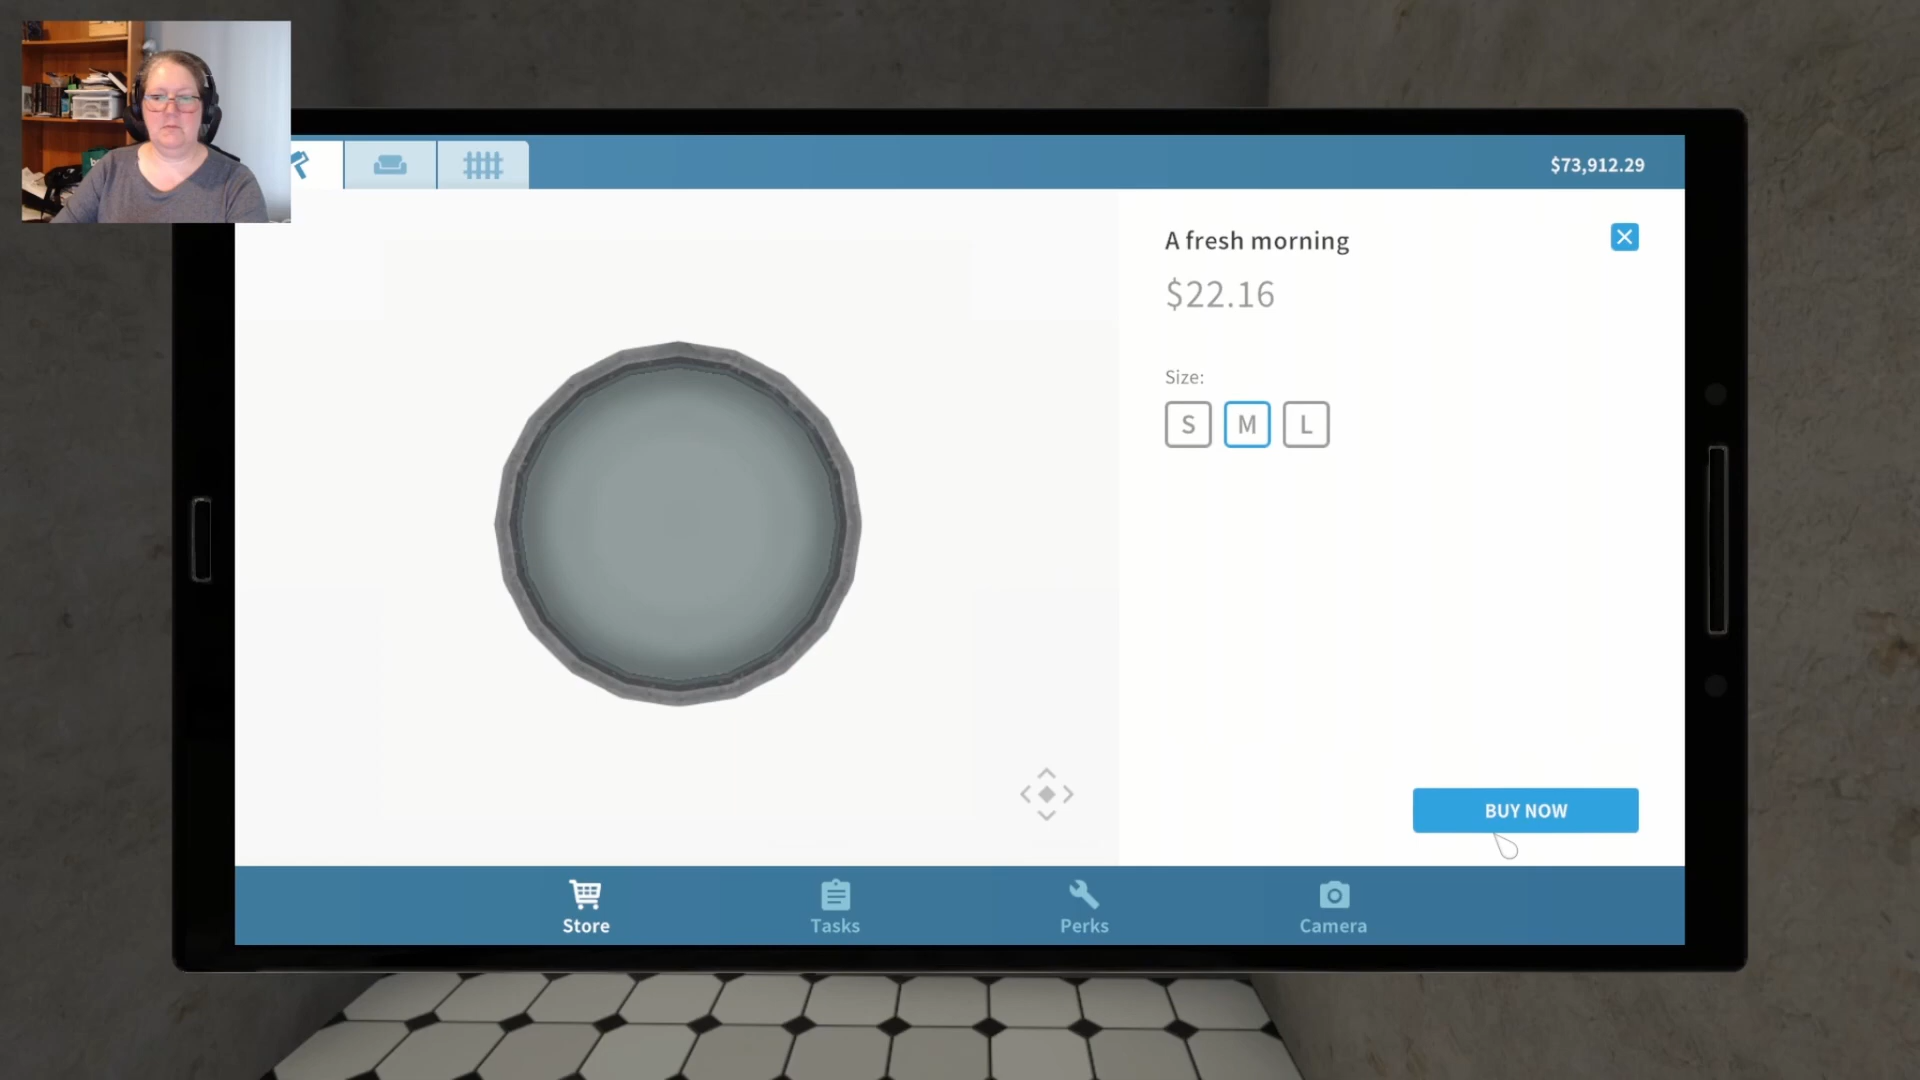 $73,912.29
A fresh morning
$22.16
Size:
S M L
BUY NOW
Store Tasks Perks Camera